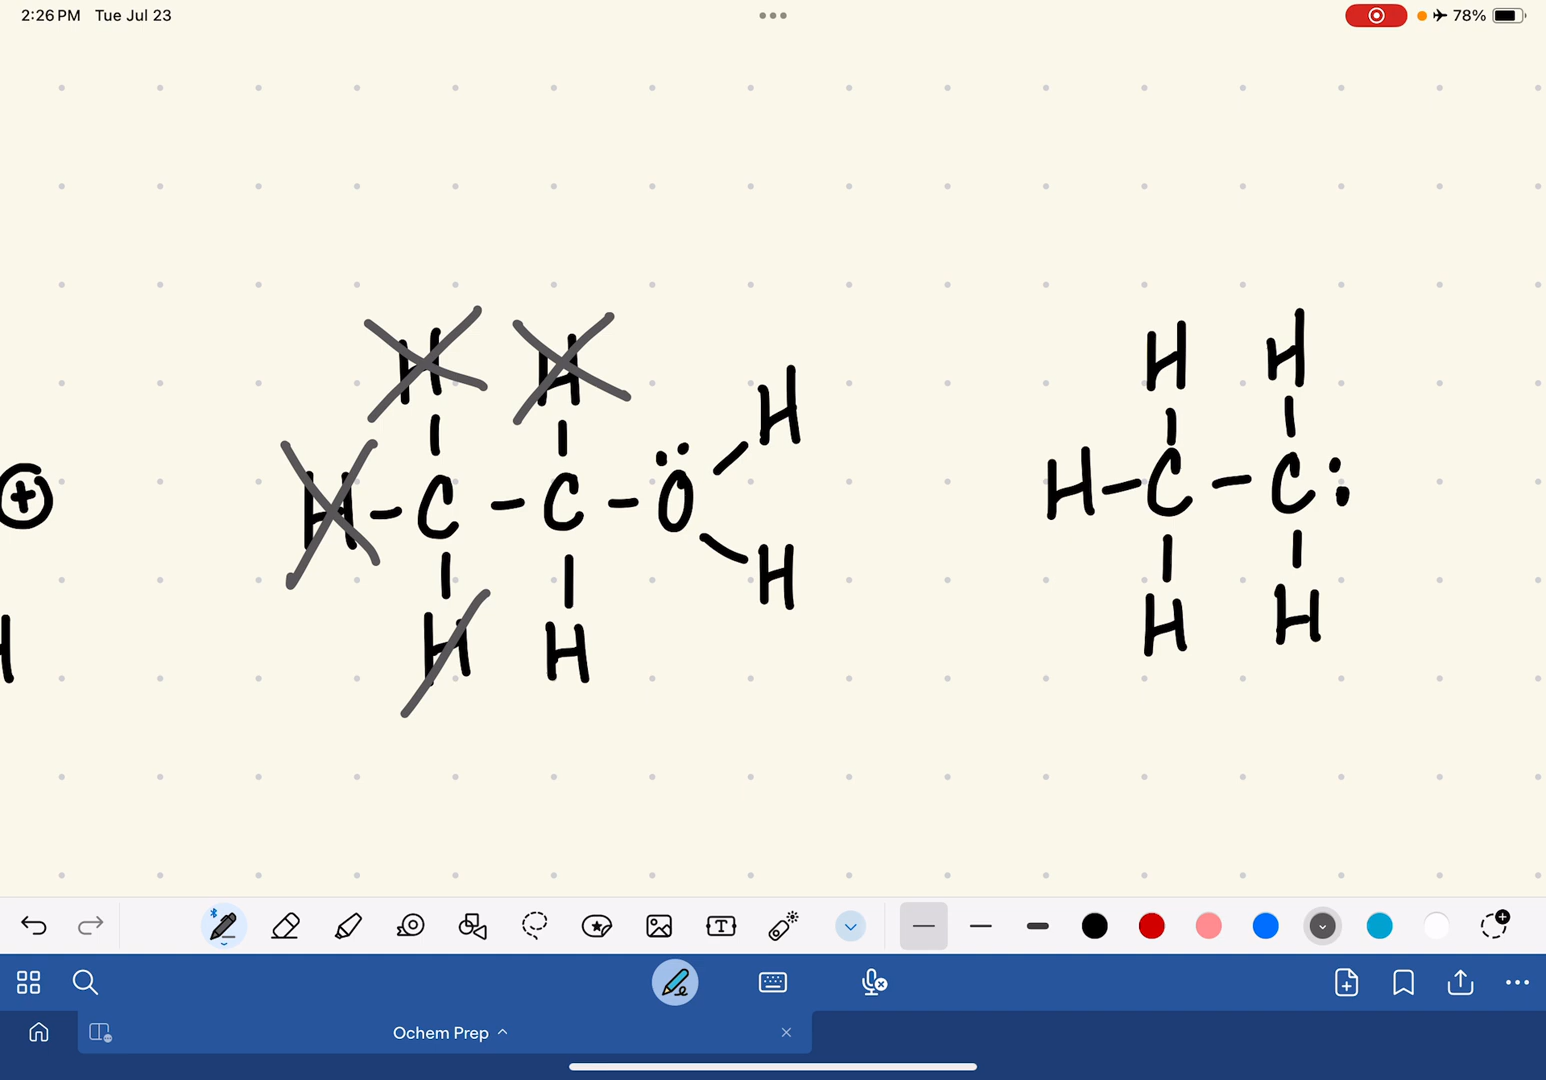 2:26 PM Tue Jul 23
78%
H H H H
H
H - C - C - Ö H - C - C :
+
H
H H H H
H
T
Ochem Prep